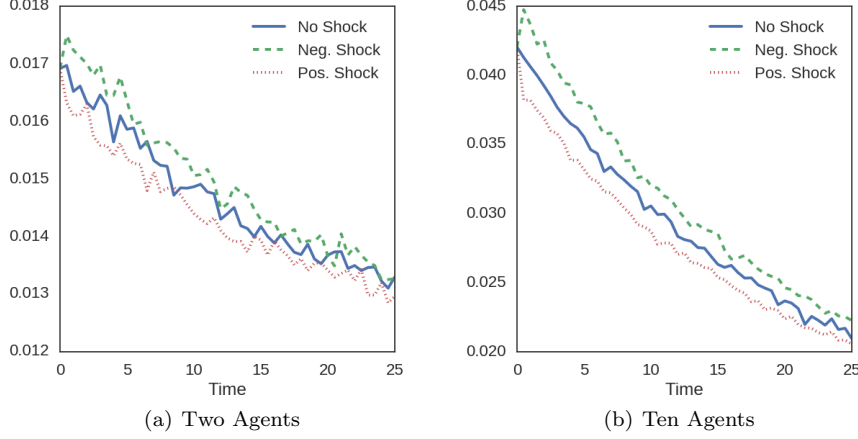 0.018
0.017
0.016
0.015
0.014
0.013
0.012
0
5
10
15
20
25
Time
No Shock
Neg. Shock
Pos. Shock
(a) Two Agents
0.045
0.040
0.035
0.030
0.025
0.020
0
5
10
15
20
25
Time
No Shock
Neg. Shock
Pos. Shock
(b) Ten Agents